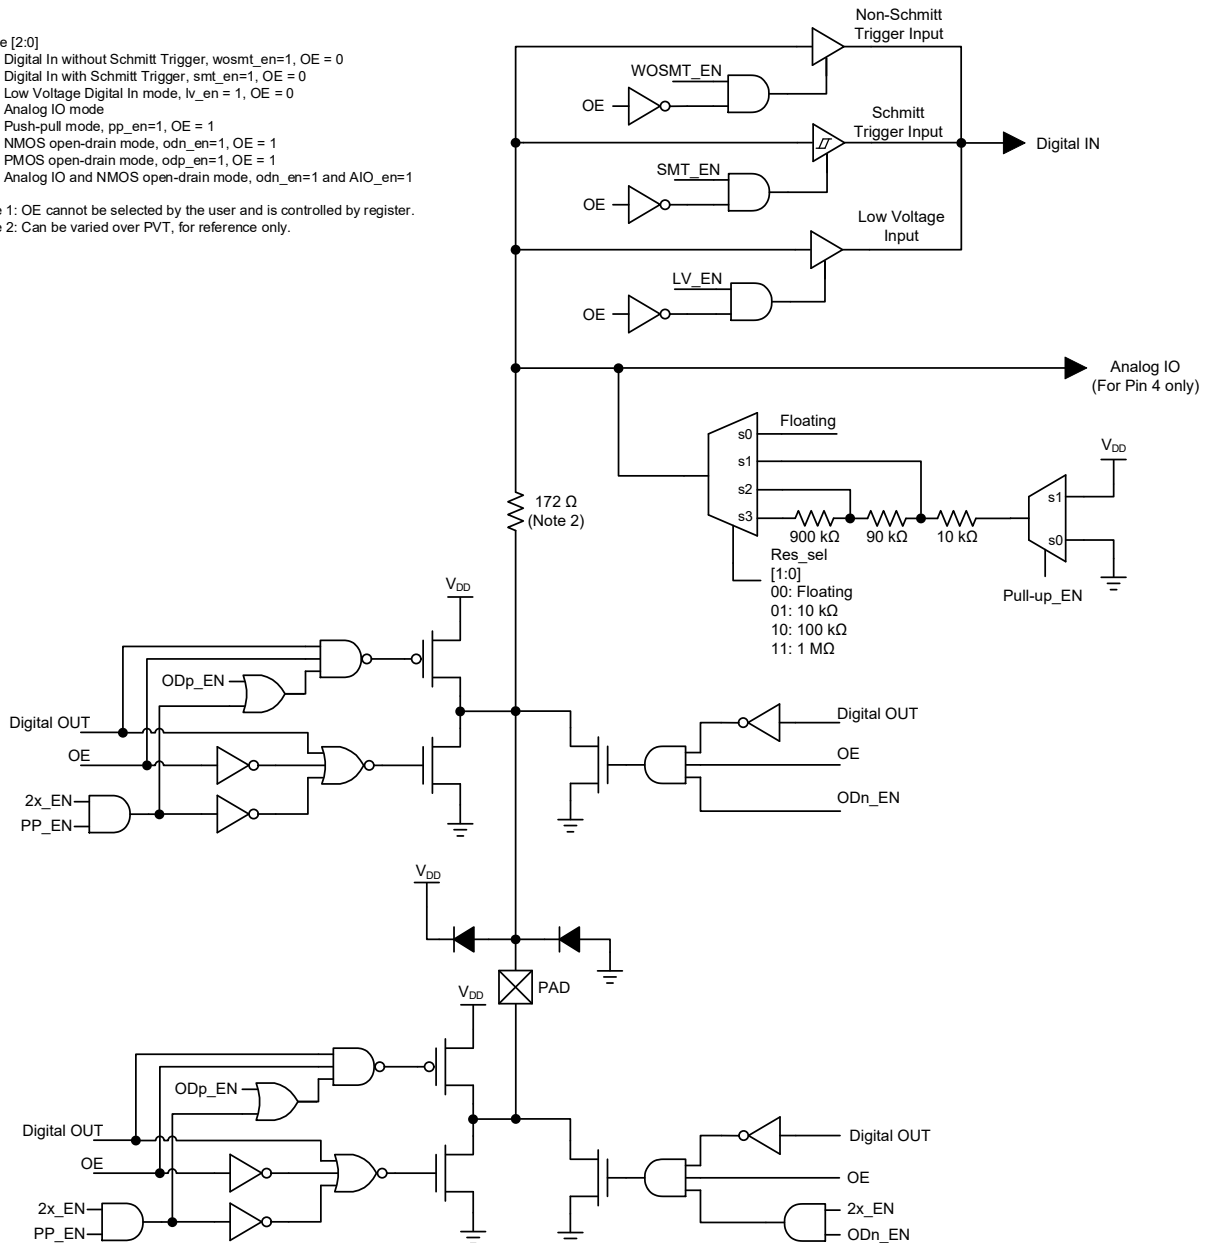 e [2:0]
Digital In without Schmitt Trigger, wosmt_en=1, OE = 0
Digital In with Schmitt Trigger, smt_en=1, OE = 0
Low Voltage Digital In mode, lv_en = 1, OE = 0
Analog IO mode
Push-pull mode, pp_en=1, OE = 1
NMOS open-drain mode, odn_en=1, OE = 1
PMOS open-drain mode, odp_en=1, OE = 1
Analog IO and NMOS open-drain mode, odn_en=1 and AIO_en=1
e 1: OE cannot be selected by the user and is controlled by register.
e 2: Can be varied over PVT, for reference only.
Non-Schmitt
Trigger Input
WOSMT_EN
OE
Schmitt
Trigger Input
Digital IN
SMT_EN
OE
Low Voltage
Input
LV_EN
OE
Analog IO
(For Pin 4 only)
s0
Floating
s1
s2
s3
900 kΩ
90 kΩ
10 kΩ
VDD
s1
s0
Pull-up_EN
Res_sel
[1:0]
00: Floating
01: 10 kΩ
10: 100 kΩ
11: 1 MΩ
172 Ω
(Note 2)
VDD
ODp_EN
Digital OUT
OE
2x_EN
PP_EN
Digital OUT
OE
ODn_EN
VDD
PAD
VDD
ODp_EN
Digital OUT
OE
2x_EN
PP_EN
Digital OUT
OE
2x_EN
ODn_EN